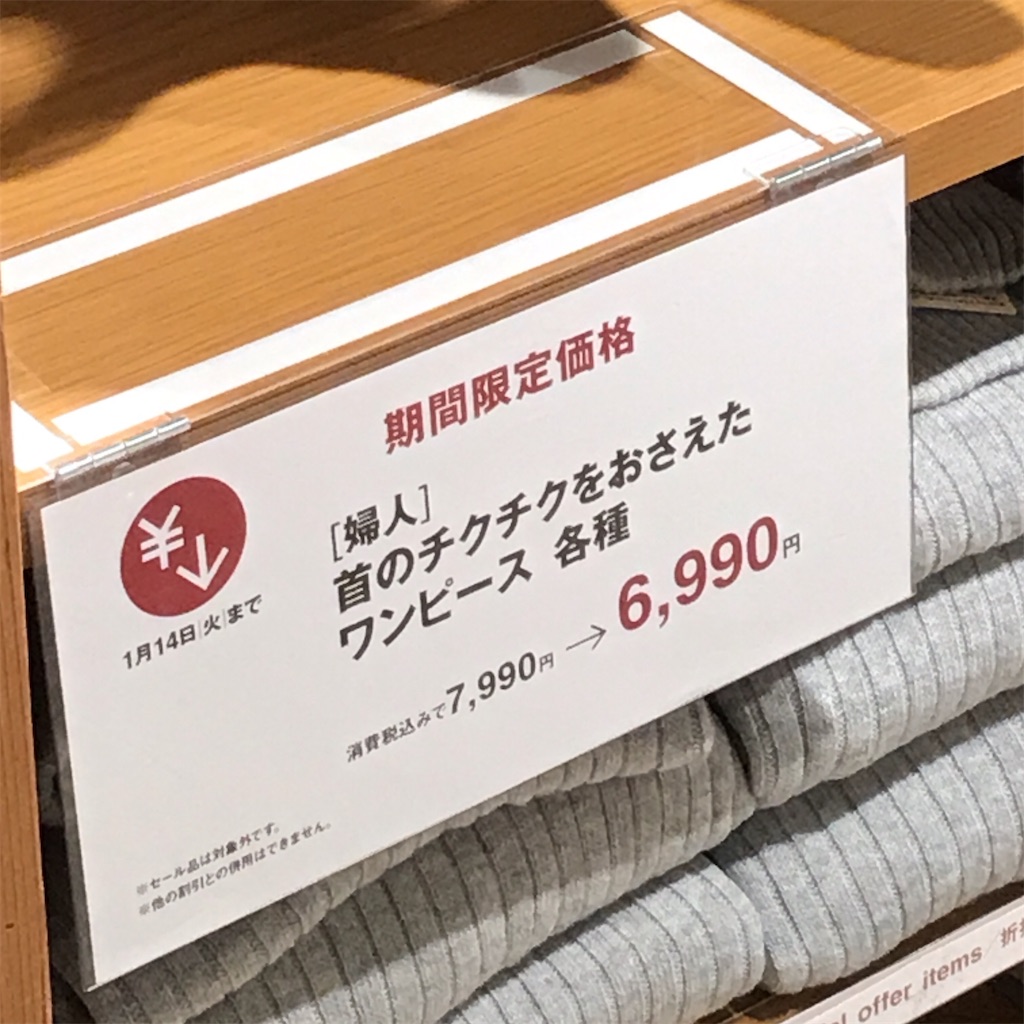 期間限定価格
¥
1月14日|火|まで
[婦人]
首のチクチクをおさえた
ワンピース 各種
消費税込みで7,990円→6,990円
※セール品は対象外です。
※他の割引との併用はできません。
offer items/折